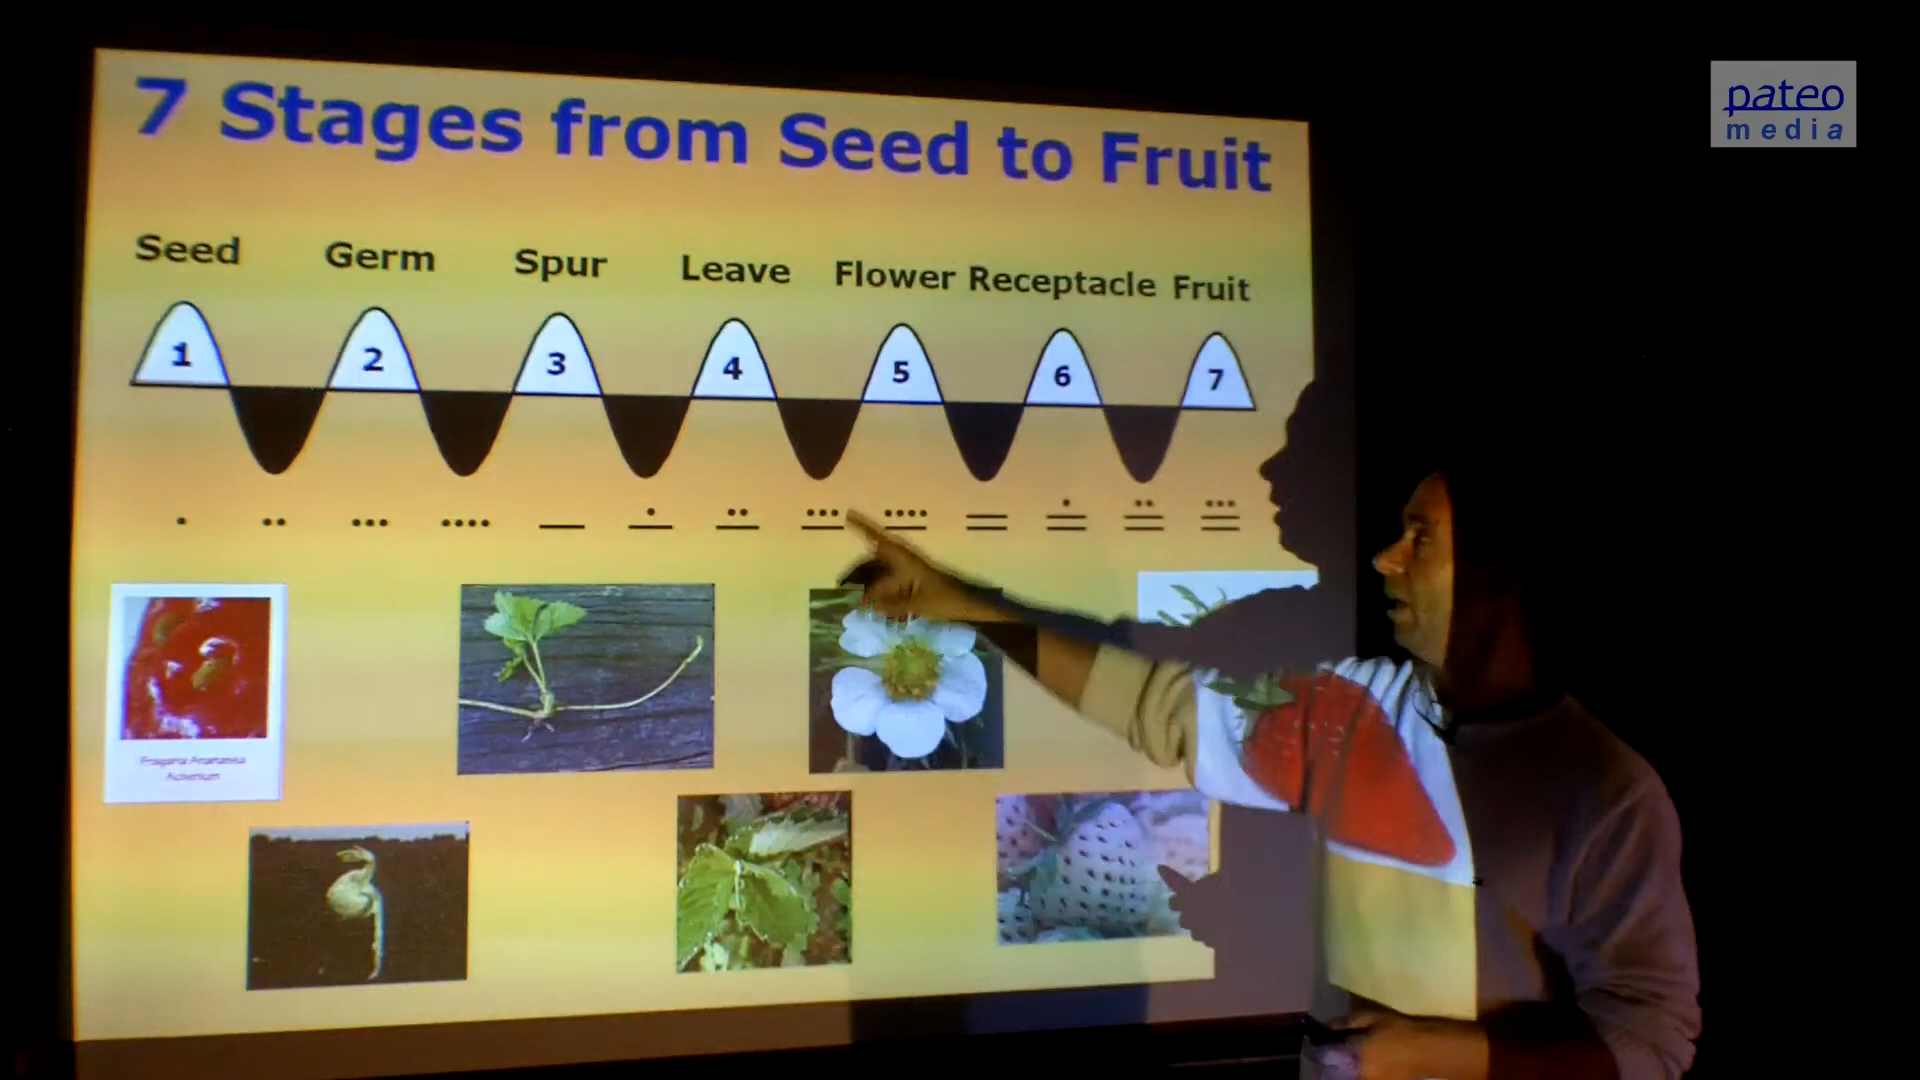 pateo
media
7 Stages from Seed to Fruit
Seed Germ Spur Leave Flower Receptacle Fruit
1 2 3 4 5 6 7